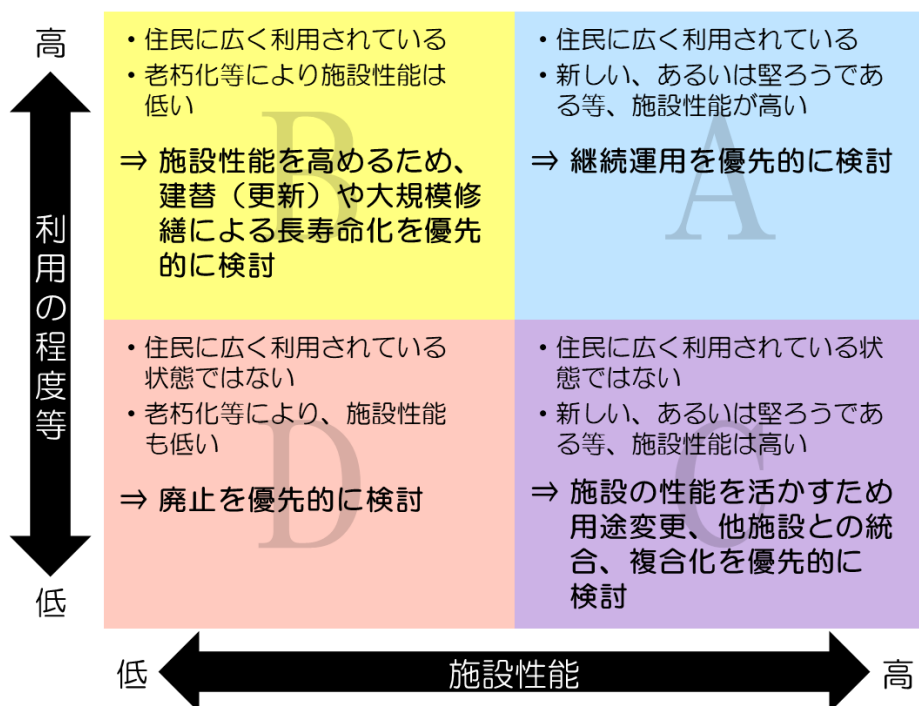 高
利用の程度等
低
・住民に広く利用されている
・老朽化等により施設性能は
低い
⇒ 施設性能を高めるため、
建替（更新）や大規模修
繕による長寿命化を優先
的に検討
B
・住民に広く利用されている
・新しい、あるいは堅ろうであ
る等、施設性能が高い
⇒ 継続運用を優先的に検討
A
・住民に広く利用されている
状態ではない
・老朽化等により、施設性能
も低い
⇒ 廃止を優先的に検討
D
・住民に広く利用されている状
態ではない
・新しい、あるいは堅ろうであ
る等、施設性能は高い
⇒ 施設の性能を活かすため
用途変更、他施設との統
合、複合化を優先的に
検討
C
低
施設性能
高